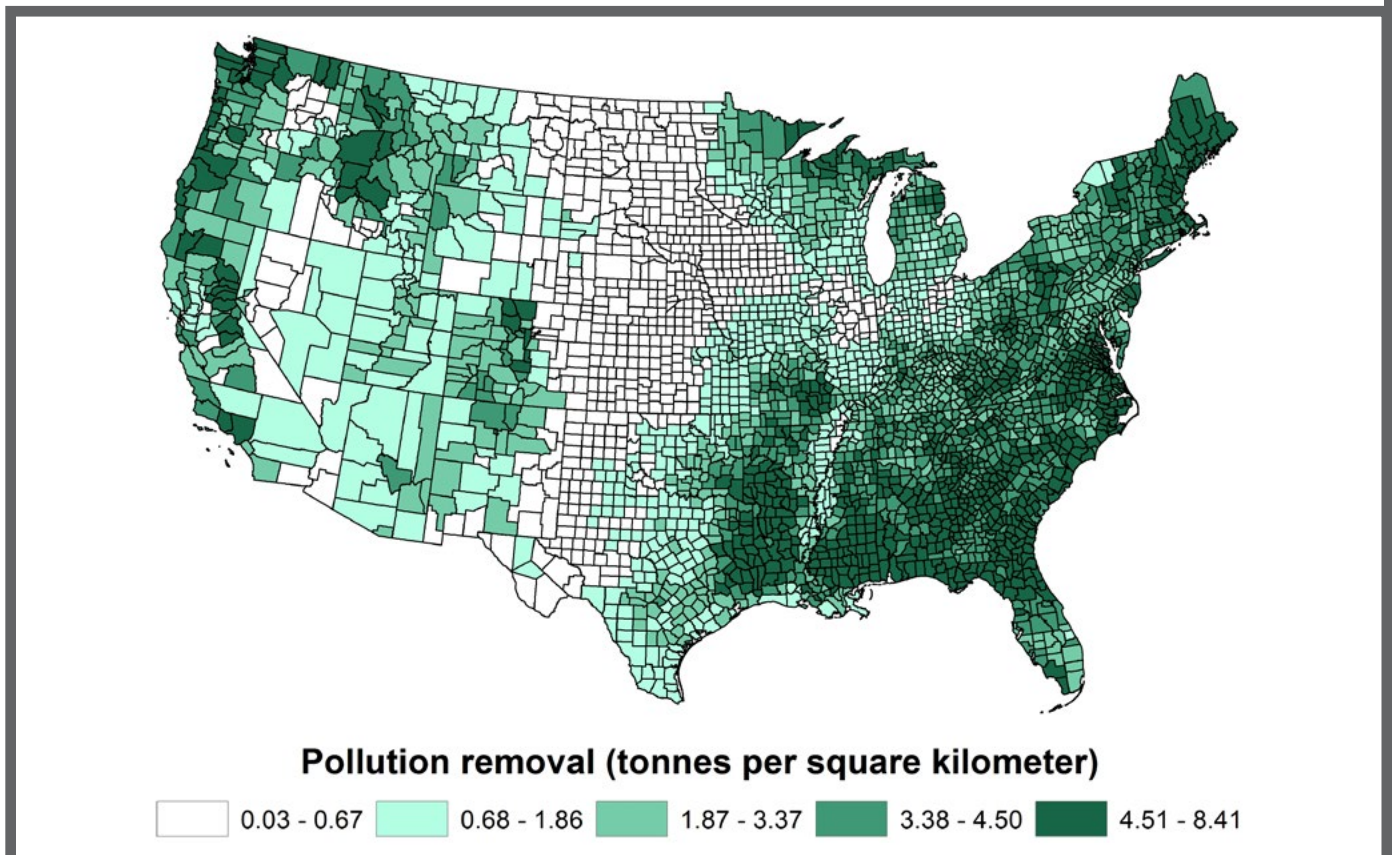 Pollution removal (tonnes per square kilometer)
0.03 - 0.67 0.68 - 1.86 1.87 - 3.37 3.38 - 4.50 4.51 - 8.41